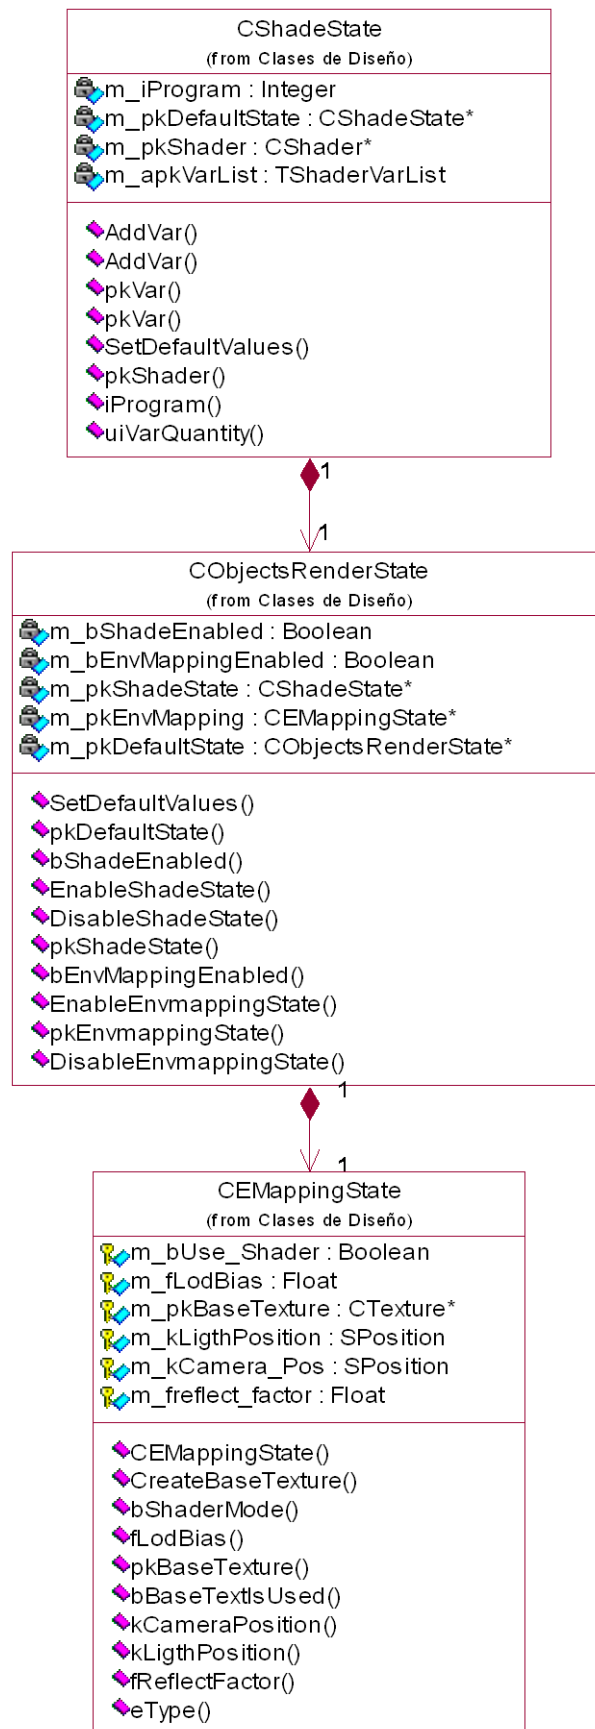 CShadeState
(from Clases de Diseño)
m_iProgram : Integer
m_pkDefaultState : CShadeState*
m_pkShader : CShader*
m_apkVarList : TShaderVarList
AddVar()
AddVar()
pkVar()
pkVar()
SetDefaultValues()
pkShader()
iProgram()
uiVarQuantity()
1
1
CObjectsRenderState
(from Clases de Diseño)
m_bShadeEnabled : Boolean
m_bEnvMappingEnabled : Boolean
m_pkShadeState : CShadeState*
m_pkEnvMapping : CEMappingState*
m_pkDefaultState : CObjectsRenderState*
SetDefaultValues()
pkDefaultState()
bShadeEnabled()
EnableShadeState()
DisableShadeState()
pkShadeState()
bEnvMappingEnabled()
EnableEnvmappingState()
pkEnvmappingState()
DisableEnvmappingState()
1
1
CEMappingState
(from Clases de Diseño)
m_bUse_Shader : Boolean
m_fLodBias : Float
m_pkBaseTexture : CTexture*
m_kLigthPosition : SPosition
m_kCamera_Pos : SPosition
m_freflect_factor : Float
CEMappingState()
CreateBaseTexture()
bShaderMode()
fLodBias()
pkBaseTexture()
bBaseTextIsUsed()
kCameraPosition()
kLigthPosition()
fReflectFactor()
eType()